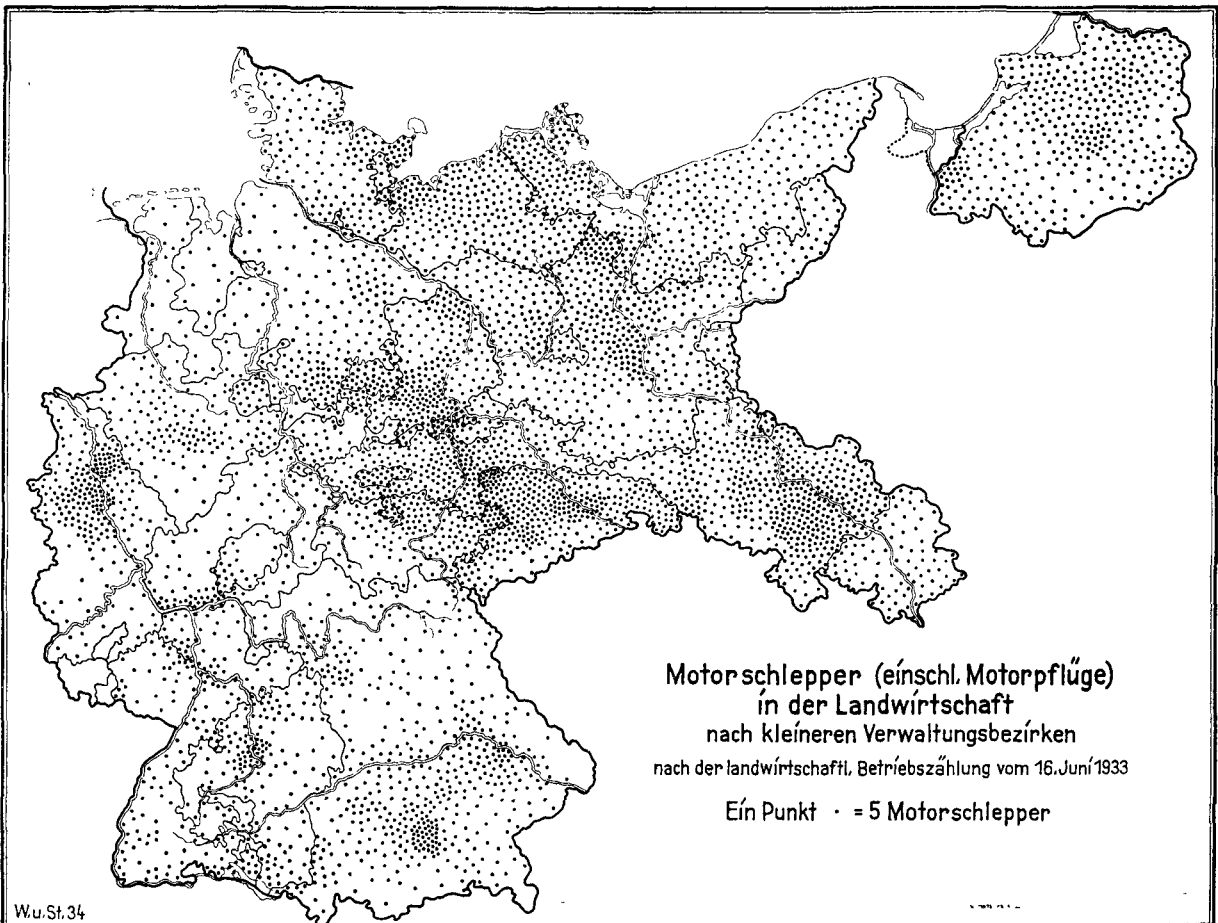 Motorschlepper (einschl. Motorpflüge)
in der Landwirtschaft
nach kleineren Verwaltungsbezirken
nach der landwirtschaftl. Betriebszählung vom 16. Juni 1933
Ein Punkt · = 5 Motorschlepper
W.u.St.34